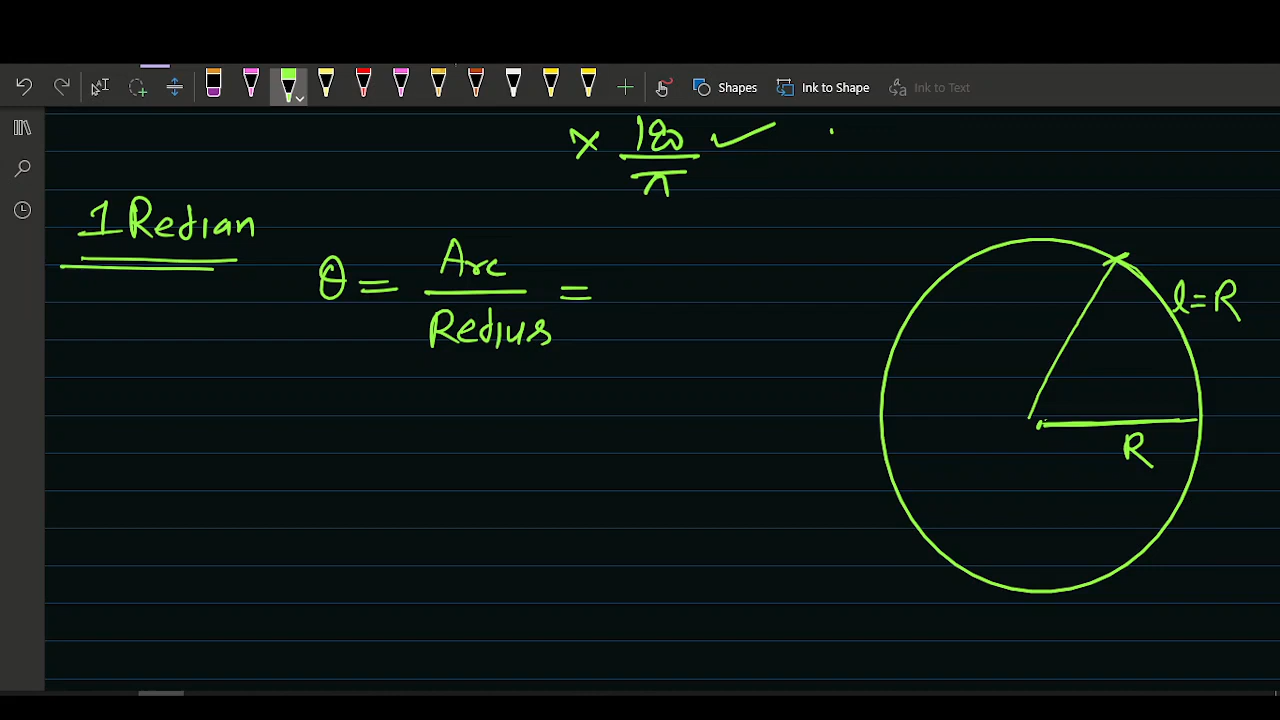 Shapes
Ink to Shape
Ink to Text
× 180/π
1 Redian
θ = Arc/Redius =
l=R
R